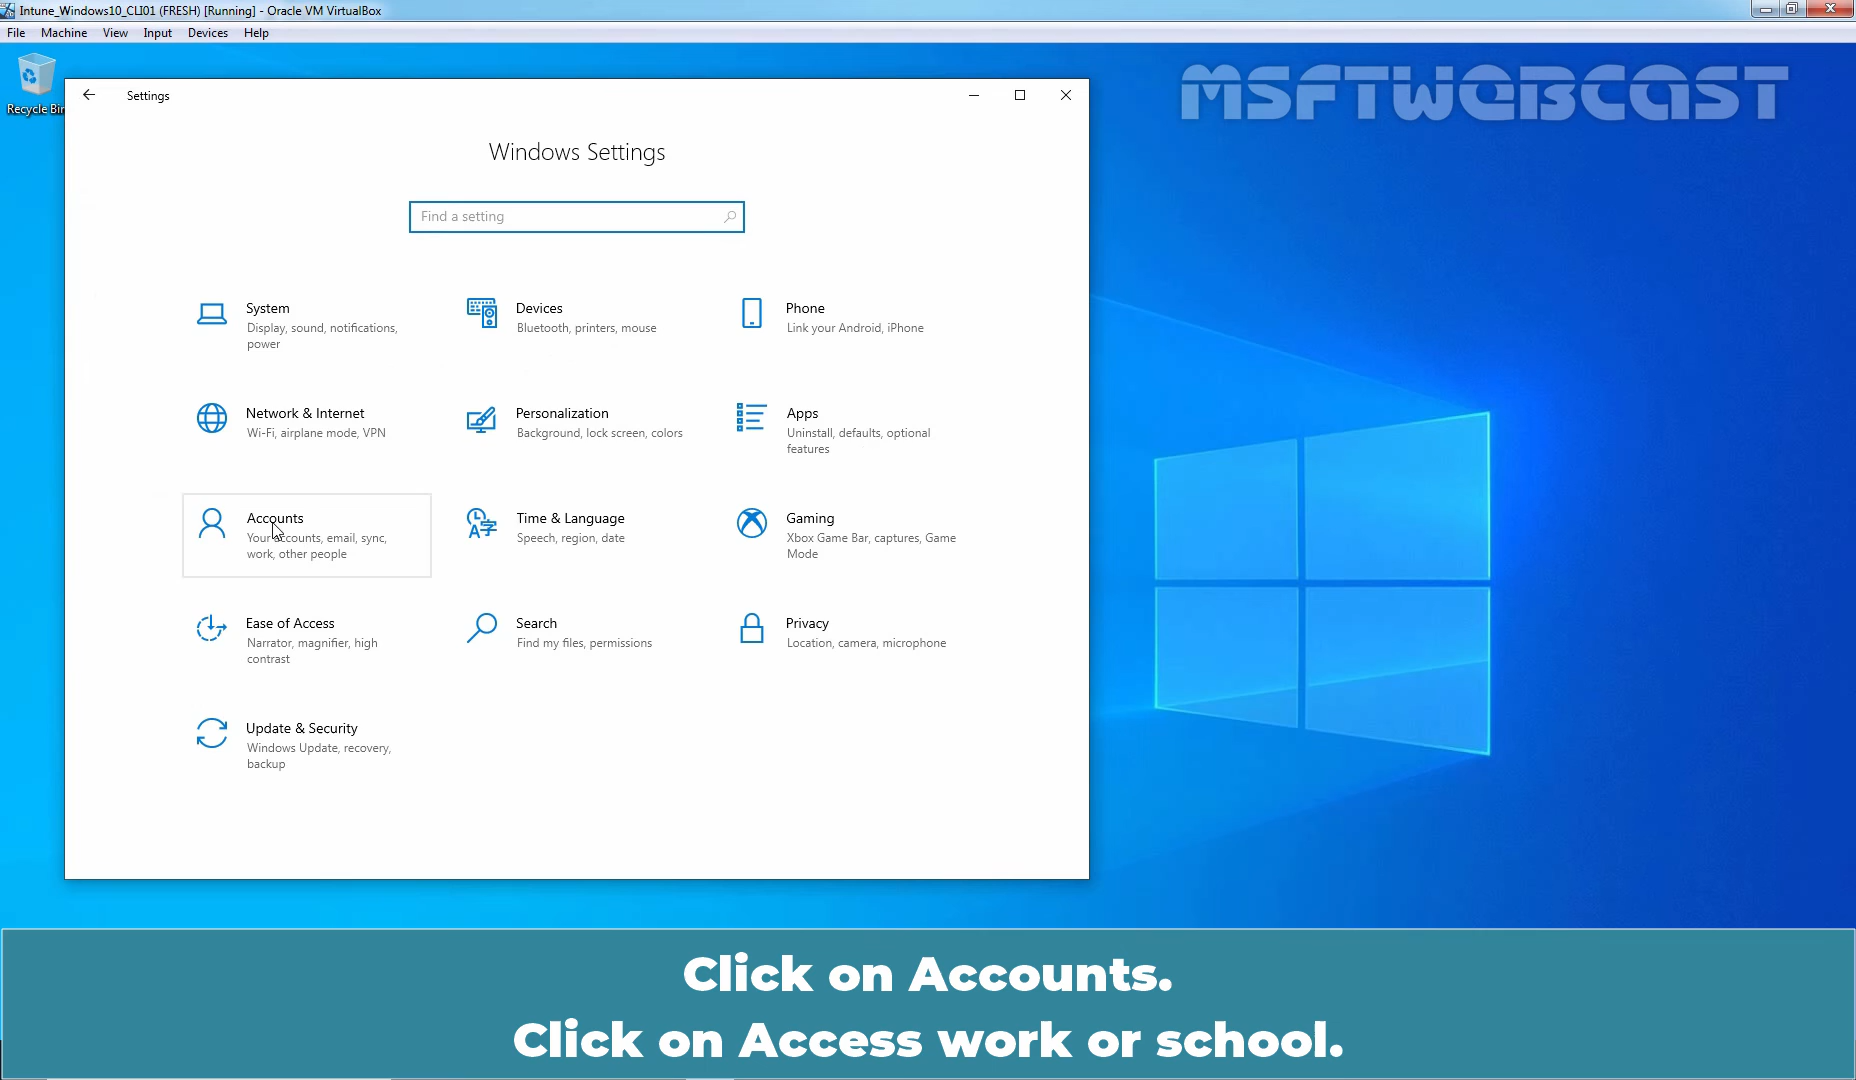 Intune_Windows10_CLI01 (FRESH) [Running] - Oracle VM VirtualBox
File Machine View Input Devices Help
Recycle Bin
MSFTWEBCAST
Settings
Windows Settings
Find a setting
System
Display, sound, notifications,
power
Devices
Bluetooth, printers, mouse
Phone
Link your Android, iPhone
Network & Internet
Wi-Fi, airplane mode, VPN
Personalization
Background, lock screen, colors
Apps
Uninstall, defaults, optional
features
Accounts
Your accounts, email, sync,
work, other people
Time & Language
Speech, region, date
Gaming
Xbox Game Bar, captures, Game
Mode
Ease of Access
Narrator, magnifier, high
contrast
Search
Find my files, permissions
Privacy
Location, camera, microphone
Update & Security
Windows Update, recovery,
backup
Click on Accounts.
Click on Access work or school.